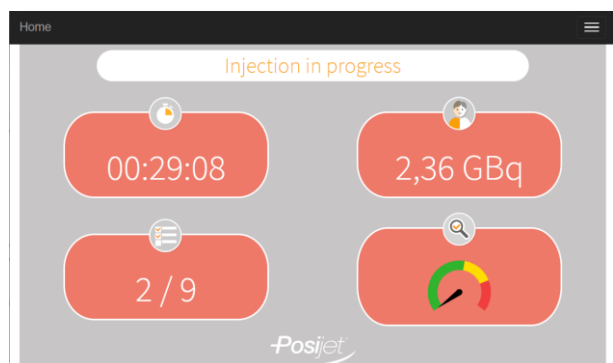 Home
Injection in progress
00:29:08
2,36 GBq
2 / 9
Posijet